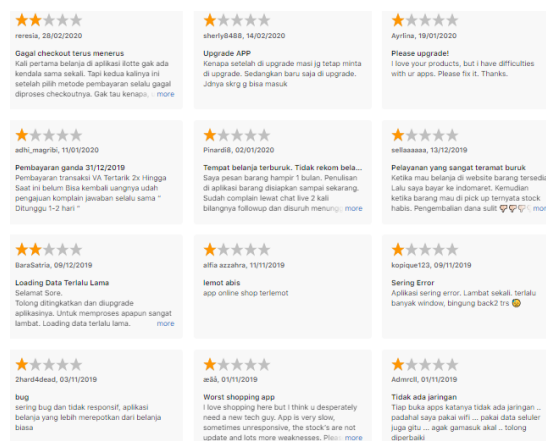 reresia, 28/02/2020
Gagal checkout terus menerus
Kali pertama belanja di aplikasi ilotte gak ada
kendala sama sekali. Tapi kedua kalinya ini
setelah pilih metode pembayaran selalu gagal
diproses checkoutnya. Gak tau kenapa, more
sherly8488, 14/02/2020
Upgrade APP
Kenapa setelah di upgrade masi jg tetap minta
di upgrade. Sedangkan baru saja di upgrade.
Jdnya skrg g bisa masuk
Ayrlina, 19/01/2020
Please upgrade!
I love your products, but i have difficulties
with ur apps. Please fix it. Thanks.
adhi_magribi, 11/01/2020
Pembayaran ganda 31/12/2019
Pembayaran transaksi VA Tertarik 2x Hingga
Saat ini belum Bisa kembali uangnya udah
pengajuan komplain jawaban selalu sama “
Ditunggu 1-2 hari “
Pinardi8, 02/01/2020
Tempat belanja terburuk. Tidak rekom bela...
Saya pesan barang hampir 1 bulan. Penulisan
di aplikasi barang disiapkan sampai sekarang.
Sudah complein lewat chat live 2 kali
bilangnya followup dan disuruh menungg more
sellaaaaaa, 13/12/2019
Pelayanan yang sangat teramat buruk
Ketika mau belanja di website barang tersedia
Lalu saya bayar ke indomaret. Kemudian
ketika barang mau di pick up ternyata stock
habis. Pengembalian dana sulit 👎👎👎 mor
BaraSatria, 09/12/2019
Loading Data Terlalu Lama
Selamat Sore.
Tolong ditingkatkan dan diupgrade
aplikasinya. Untuk memproses apapun sangat
lambat. Loading data terlalu lama. more
alfia azzahra, 11/11/2019
lemot abis
app online shop terlemot
kopique123, 09/11/2019
Sering Error
Aplikasi sering error. Lambat sekali. terlalu
banyak window, bingung back2 trs
2hard4dead, 03/11/2019
bug
sering bug dan tidak responsif, aplikasi
belanja yang lebih merepotkan dari belanja
biasa
01/11/2019
Worst shopping app
I love shopping here but I think u desperately
need a new tech guy. App is very slow,
sometimes unresponsive, the stock's are not
update and lots more weaknesses. Pleas more
Admrcll, 01/11/2019
Tidak ada jaringan
Tiap buka apps katanya tidak ada jaringan ..
padahal saya pakai wifi ... pakai data seluler
juga gitu ... agak gamasuk akal .. tolong
diperbaiki